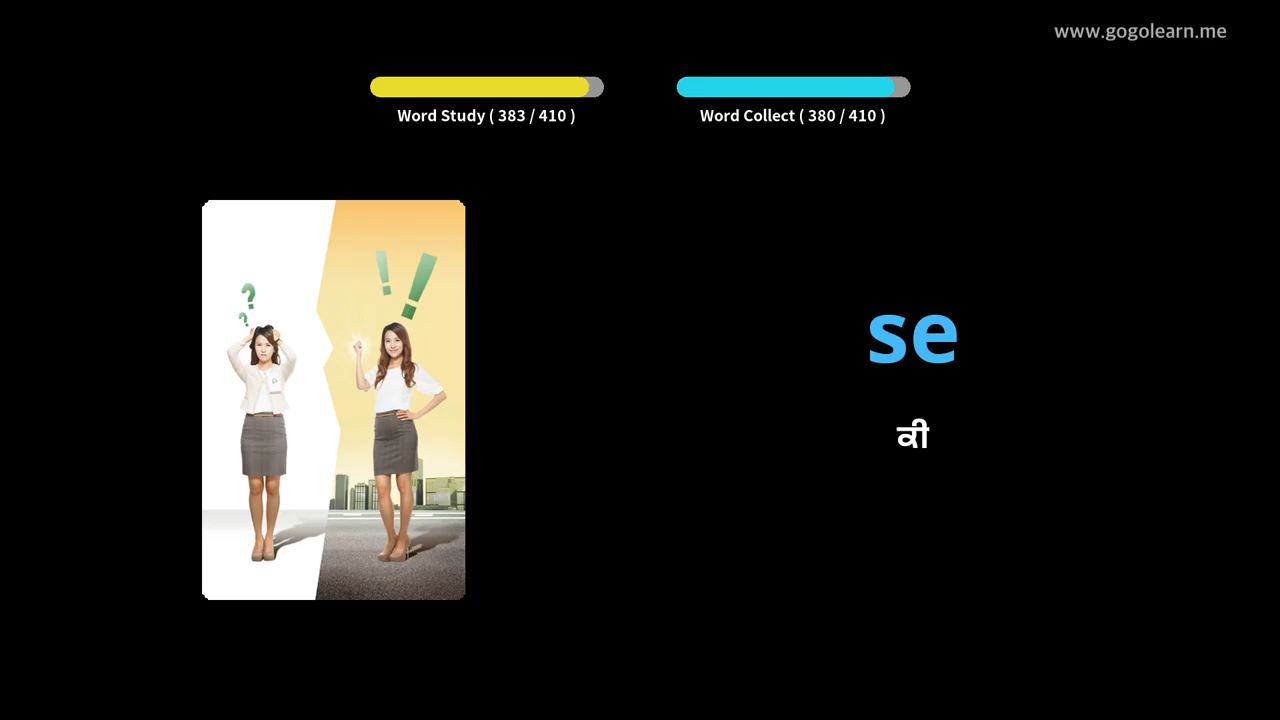 www.gogolearn.me
Word Study ( 383 / 410 )
Word Collect ( 380 / 410 )
? !
? !
se
ਕੀ